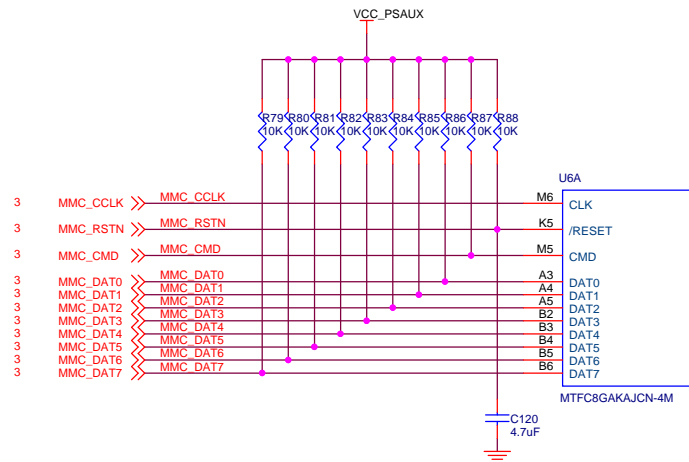 VCC_PSAUX
R79 R80 R81 R82 R83 R84 R85 R86 R87 R88
10K 10K 10K 10K 10K 10K 10K 10K 10K 10K
U6A
3 MMC_CCLK MMC_CCLK M6 CLK
3 MMC_RSTN MMC_RSTN K5 /RESET
3 MMC_CMD MMC_CMD M5 CMD
3 MMC_DAT0 MMC_DAT0 A3 DAT0
3 MMC_DAT1 MMC_DAT1 A4 DAT1
3 MMC_DAT2 MMC_DAT2 A5 DAT2
3 MMC_DAT3 MMC_DAT3 B2 DAT3
3 MMC_DAT4 MMC_DAT4 B3 DAT4
3 MMC_DAT5 MMC_DAT5 B4 DAT5
3 MMC_DAT6 MMC_DAT6 B5 DAT6
3 MMC_DAT7 MMC_DAT7 B6 DAT7
MTFC8GAKAJCN-4M
C120
4.7uF